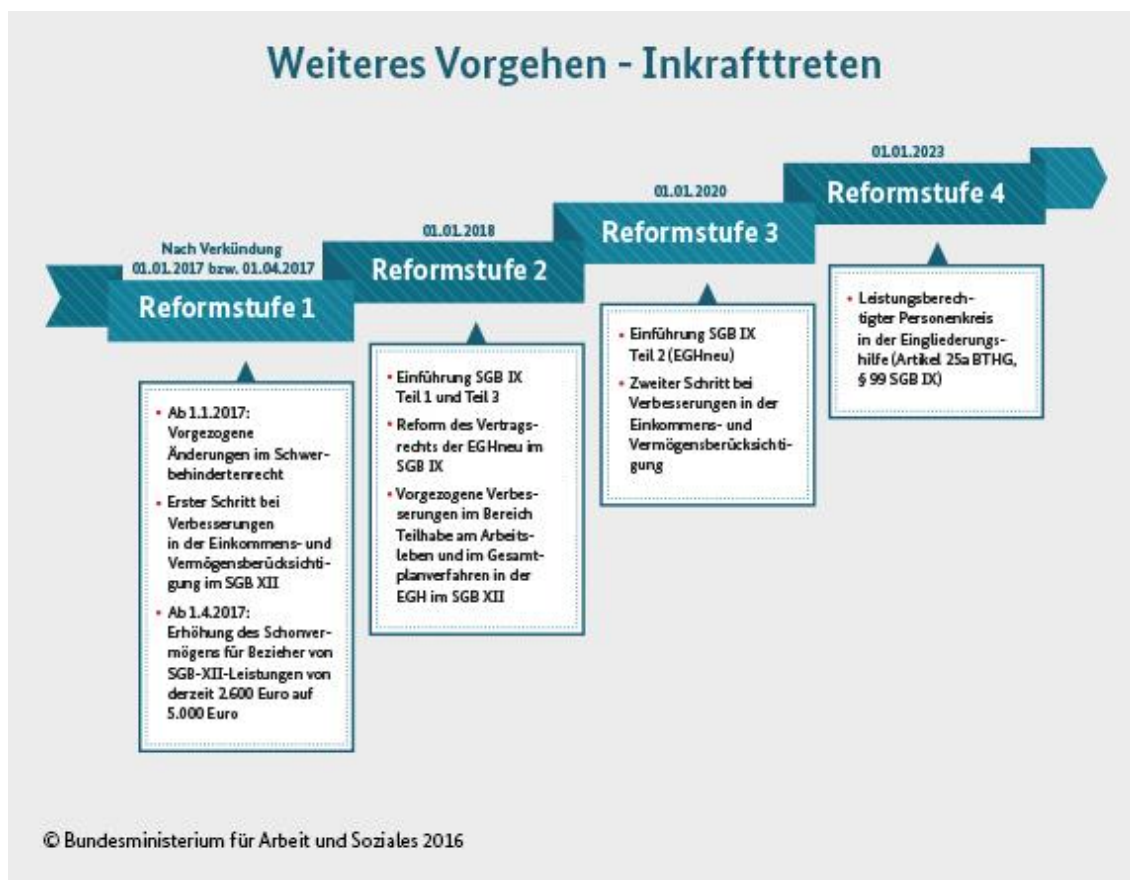 Weiteres Vorgehen - Inkrafttreten
Nach Verkündung
01.01.2017 bzw. 01.04.2017
Reformstufe 1
• Ab 1.1.2017:
Vorgezogene
Änderungen im Schwer-
behindertenrecht
• Erster Schritt bei
Verbesserungen
in der Einkommens- und
Vermögensberücksichti-
gung im SGB XII
• Ab 1.4.2017:
Erhöhung des Schonver-
mögens für Bezieher von
SGB-XII-Leistungen von
derzeit 2.600 Euro auf
5.000 Euro
01.01.2018
Reformstufe 2
• Einführung SGB IX
Teil 1 und Teil 3
• Reform des Vertrags-
rechts der EGHneu im
SGB IX
• Vorgezogene Verbes-
serungen im Bereich
Teilhabe am Arbeits-
leben und im Gesamt-
planverfahren in der
EGH im SGB XII
01.01.2020
Reformstufe 3
• Einführung SGB IX
Teil 2 (EGHneu)
• Zweiter Schritt bei
Verbesserungen in der
Einkommens- und
Vermögensberücksichti-
gung
01.01.2023
Reformstufe 4
• Leistungsberech-
tigter Personenkreis
in der Eingliederungs-
hilfe (Artikel 25a BTHG,
§ 99 SGB IX)
© Bundesministerium für Arbeit und Soziales 2016